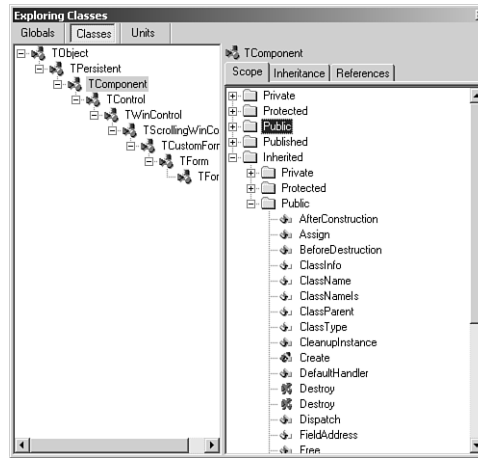 Exploring Classes
Globals Classes Units
TObject
TPersistent
TComponent
TControl
TWinControl
TScrollingWinCo
TCustomForr
TForm
TFor
TComponent
Scope Inheritance References
Private
Protected
Public
Published
Inherited
Private
Protected
Public
AfterConstruction
Assign
BeforeDestruction
ClassInfo
ClassName
ClassNameIs
ClassParent
ClassType
CleanupInstance
Create
DefaultHandler
Destroy
Destroy
Dispatch
FieldAddress
Free